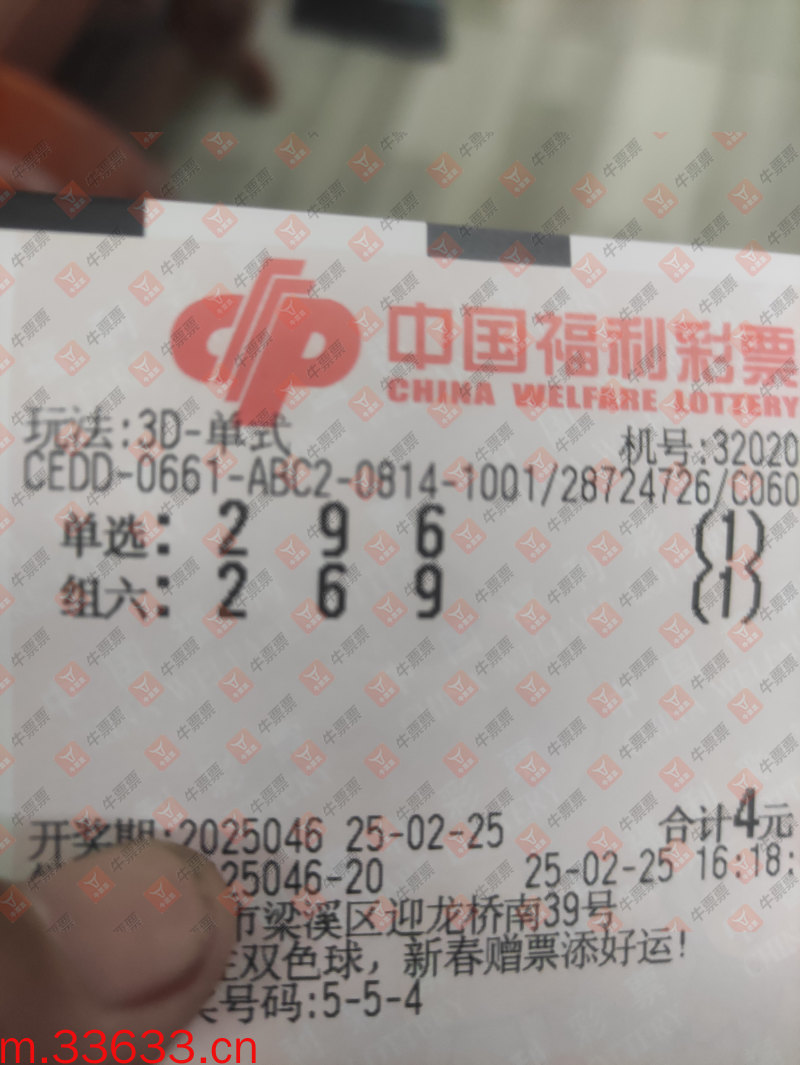 中国福利彩票
CHINA WELFARE LOTTERY
玩法:3D-单式
机号:32020
CEDD-0661-ABC2-0814-1001/28724726/C060
单选: 2 9 6 (1)
组六: 2 6 9 (1)
开奖期:2025046 25-02-25 合计4元
25046-20 25-02-25 16:18:
市梁溪区迎龙桥南39号
双色球，新春赠票添好运!
号码:5-5-4
m.33633.cn
牛票票